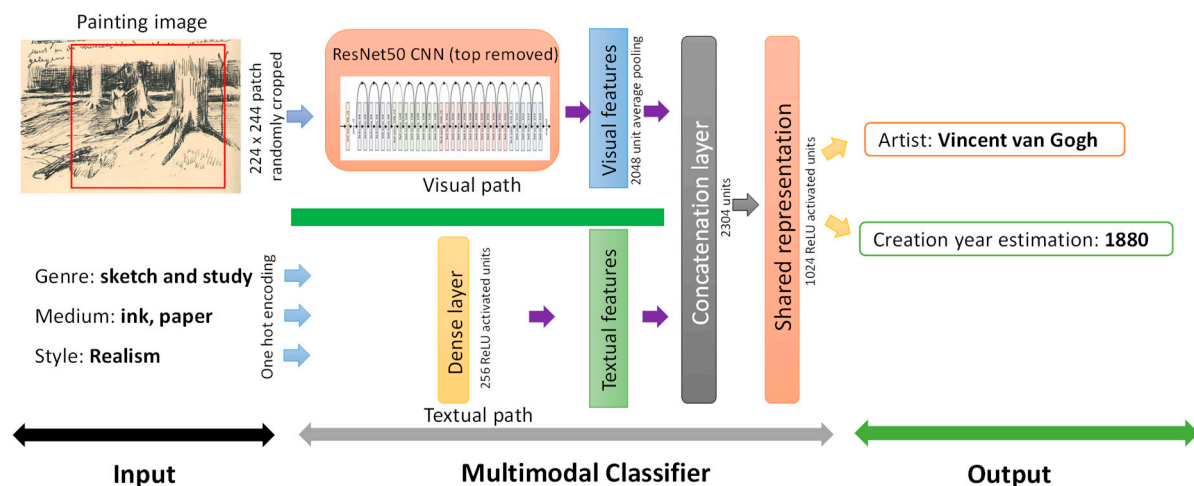 Painting image
224 x 244 patch
randomly cropped
ResNet50 CNN (top removed)
Visual path
Visual features
2048 unit average pooling
Genre: sketch and study
Medium: ink, paper
Style: Realism
One hot encoding
Dense layer
256 ReLU activated units
Textual path
Textual features
Concatenation layer
2304 units
Shared representation
1024 ReLU activated units
Artist: Vincent van Gogh
Creation year estimation: 1880
Input
Multimodal Classifier
Output